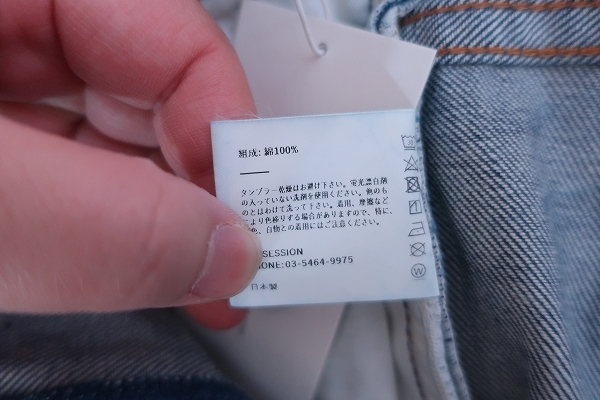 組成: 綿100%
タンブラー乾燥はお避け下さい。蛍光漂白剤
の入っていない洗剤を使用ください。他のも
のとはわけて洗って下さい。着用、摩擦など
により色移りする場合がありますので、特に、
色、白物との着用にはご注意ください。
SESSION
ONE:03-5464-9975
日本製
W